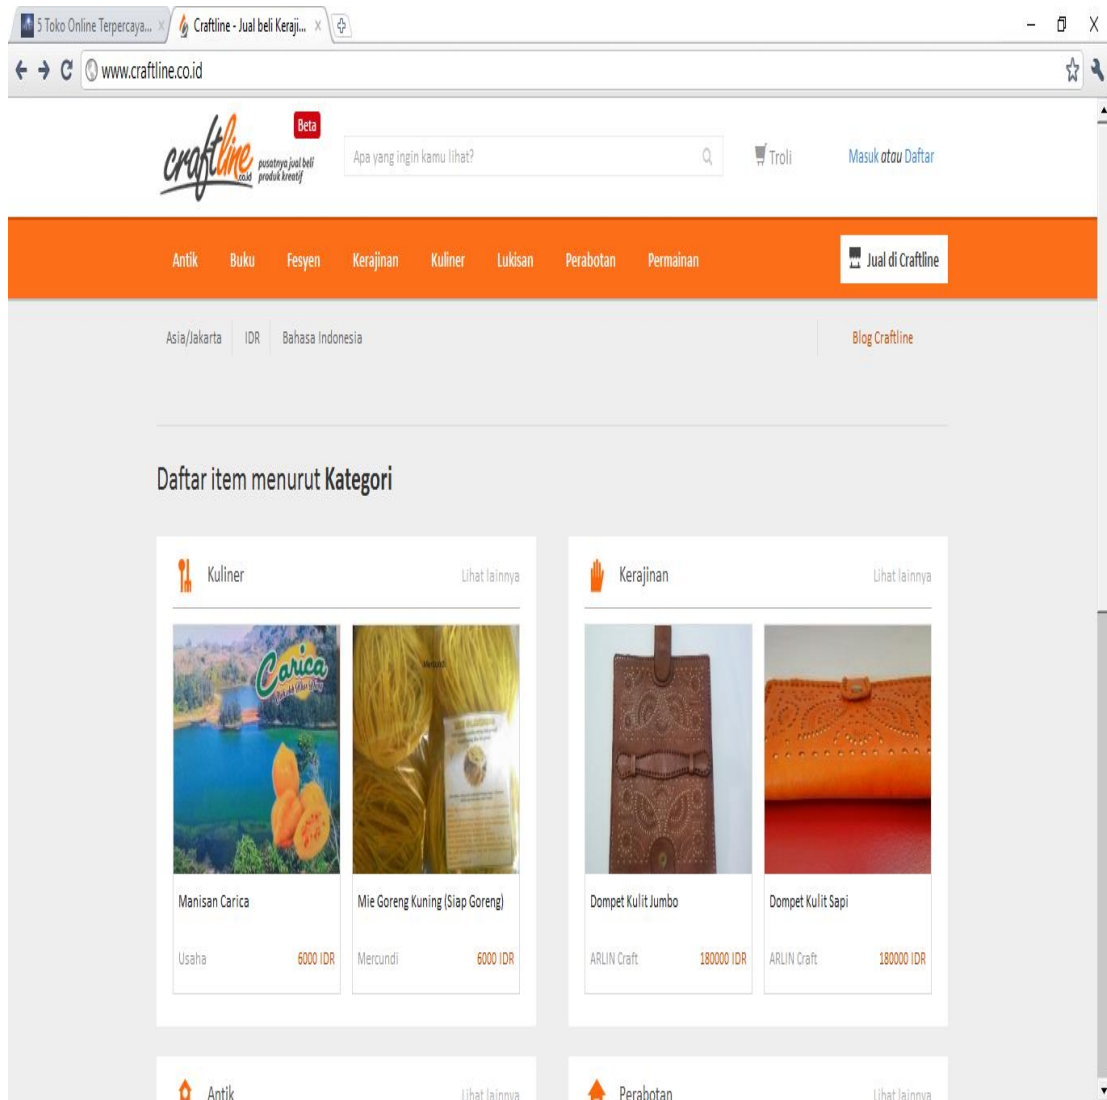 5 Toko Online Terpercaya...
Craftline - Jual beli Keraji...
www.craftline.co.id
craftline
.co.id
pusatnya jual beli
produk kreatif
Beta
Apa yang ingin kamu lihat?
Troli
Masuk atau Daftar
Antik Buku Fesyen Kerajinan Kuliner Lukisan Perabotan Permainan
Jual di Craftline
Asia/Jakarta IDR Bahasa Indonesia
Blog Craftline
Daftar item menurut Kategori
Kuliner Lihat lainnya
Carica
Manisan Carica
Usaha 6000 IDR
Mercundi
Mie Goreng Kuning (Siap Goreng)
Mercundi 6000 IDR
Kerajinan Lihat lainnya
Dompet Kulit Jumbo
ARLIN Craft 180000 IDR
Dompet Kulit Sapi
ARLIN Craft 180000 IDR
Antik Lihat lainnya
Perabotan Lihat lainnya